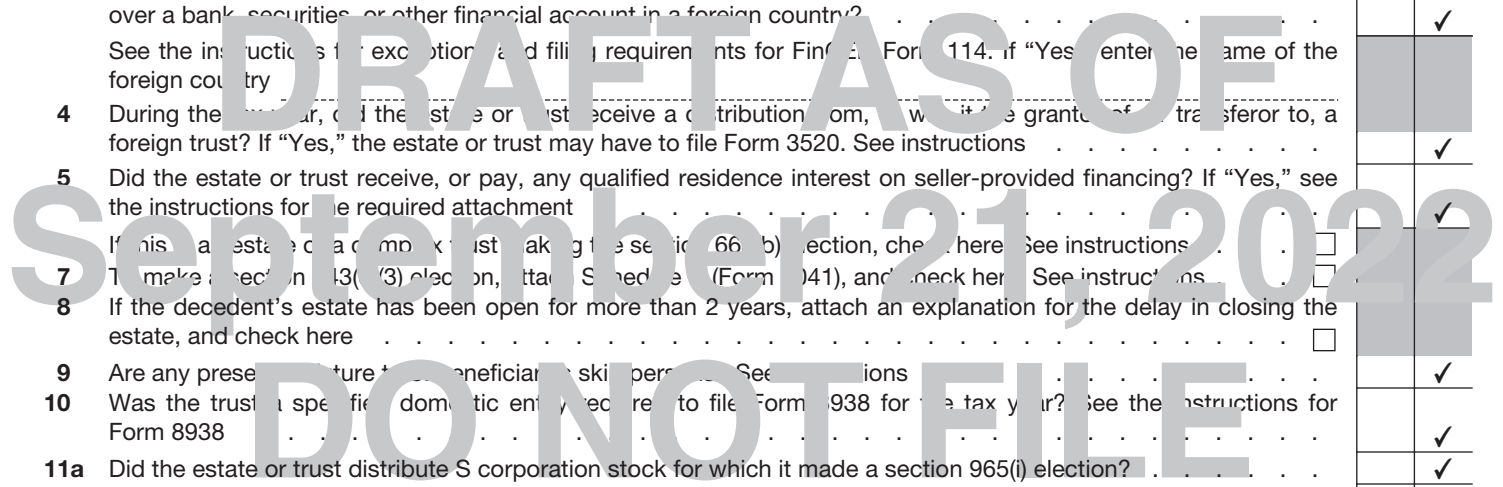 over a bank, securities, or other financial account in a foreign country? . . . . . . . . . . . . . . ✓
See the instructions for exceptions and filing requirements for FinCEN Form 114. If “Yes,” enter the name of the
foreign country
4 During the tax year, did the estate or trust receive a distribution from, or was it the grantor of, or transferor to, a
foreign trust? If “Yes,” the estate or trust may have to file Form 3520. See instructions . . . . . . . . . ✓
5 Did the estate or trust receive, or pay, any qualified residence interest on seller-provided financing? If “Yes,” see
the instructions for the required attachment . . . . . . . . . . . . . . . . . . . . . . ✓
If this is an estate or a complex trust making the section 663(b) election, check here. See instructions . . . ☐
7 To make a section 643(e)(3) election, attach Schedule D (Form 1041), and check here. See instructions . . . ☐
8 If the decedent’s estate has been open for more than 2 years, attach an explanation for the delay in closing the
estate, and check here . . . . . . . . . . . . . . . . . . . . . . . . . . . . ☐
9 Are any present or future trust beneficiaries skip persons? See instructions . . . . . . . . . . . . ✓
10 Was the trust a specified domestic entity required to file Form 8938 for the tax year? See the Instructions for
Form 8938 . . . . . . . . . . . . . . . . . . . . . . . . . . . . . . . . ✓
11a Did the estate or trust distribute S corporation stock for which it made a section 965(i) election? . . . . . . ✓
DRAFT AS OF
September 21, 2022
DO NOT FILE